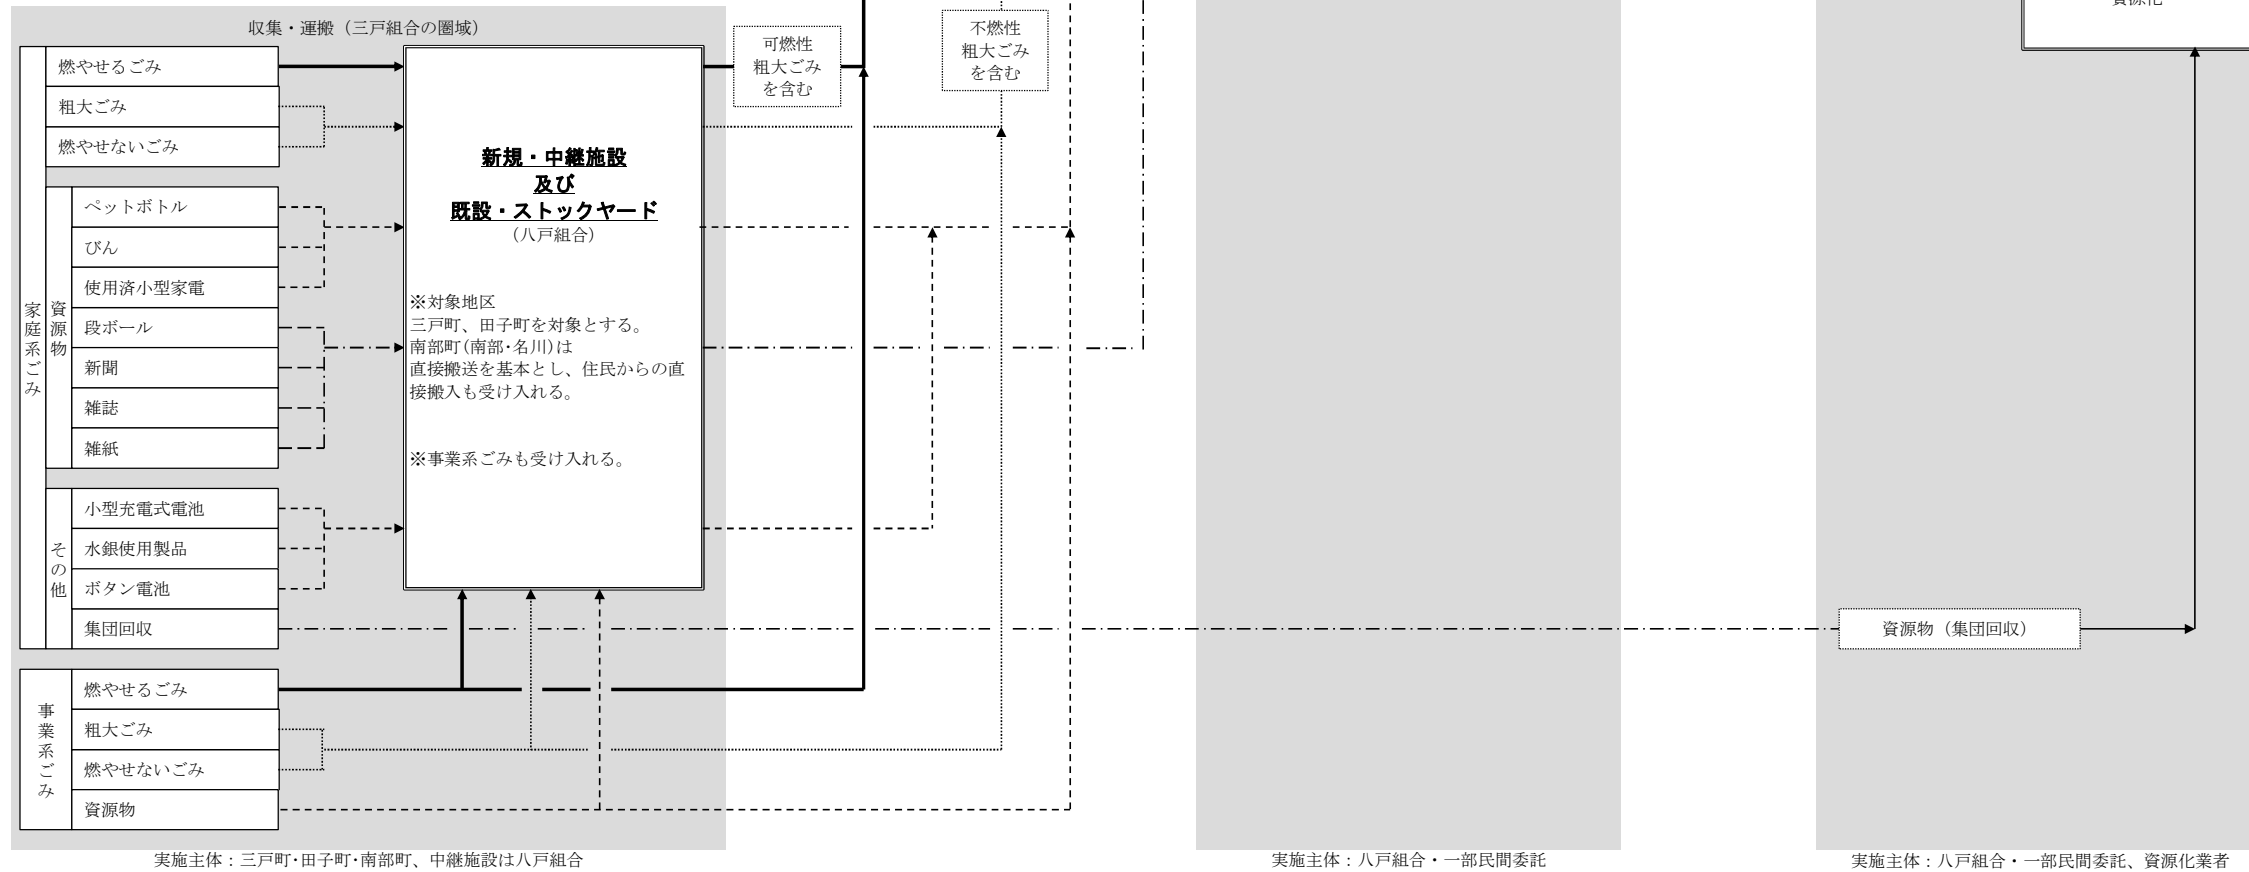 資源化
収集・運搬（三戸組合の圏域）
可燃性
粗大ごみ
を含む
不燃性
粗大ごみ
を含む
家庭系ごみ
燃やせるごみ
粗大ごみ
燃やせないごみ
資源物
ペットボトル
びん
使用済小型家電
段ボール
新聞
雑誌
雑紙
その他
小型充電式電池
水銀使用製品
ボタン電池
集団回収
新規・中継施設
及び
既設・ストックヤード
（八戸組合）
※対象地区
三戸町、田子町を対象とする。
南部町(南部･名川)は
直接搬送を基本とし、住民からの直
接搬入も受け入れる。
※事業系ごみも受け入れる。
資源物（集団回収）
事業系ごみ
燃やせるごみ
粗大ごみ
燃やせないごみ
資源物
実施主体：三戸町･田子町･南部町、中継施設は八戸組合
実施主体：八戸組合・一部民間委託
実施主体：八戸組合・一部民間委託、資源化業者